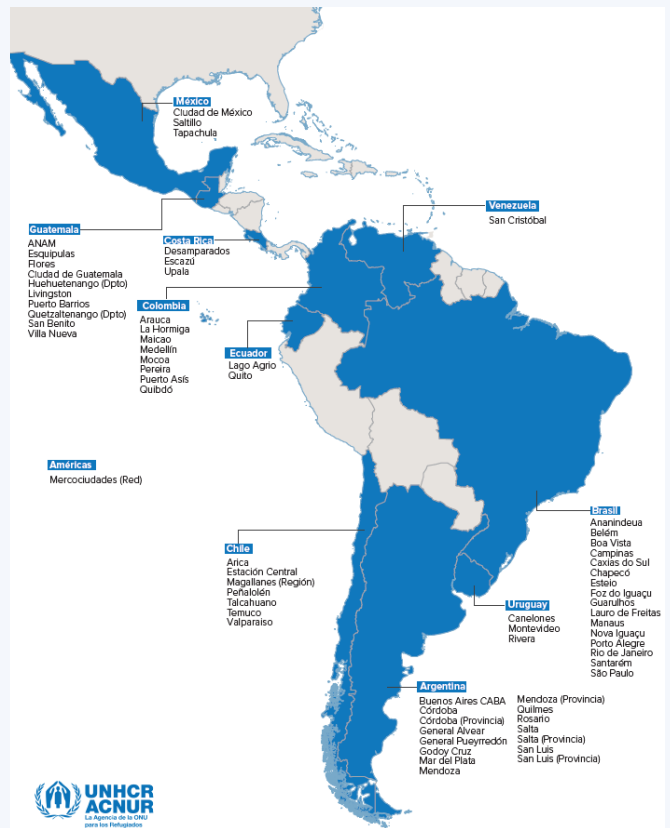 México
Ciudad de México
Saltillo
Tapachula
Venezuela
San Cristóbal
Guatemala
ANAM
Esquipulas
Flores
Ciudad de Guatemala
Huehuetenango (Dpto)
Livingston
Puerto Barrios
Quetzaltenango (Dpto)
San Benito
Villa Nueva
Costa Rica
Desamparados
Escazú
Upala
Colombia
Arauca
La Hormiga
Maicao
Medellín
Mocoa
Pereira
Puerto Asís
Quibdó
Ecuador
Lago Agrio
Quito
Américas
Mercociudades (Red)
Chile
Arica
Estación Central
Magallanes (Región)
Peñalolén
Talcahuano
Temuco
Valparaiso
Brasil
Ananindeua
Belém
Boa Vista
Campinas
Caxias do Sul
Chapecó
Esteio
Foz do Iguaçu
Guarulhos
Lauro de Freitas
Manaus
Nova Iguaçu
Porto Alegre
Rio de Janeiro
Santarém
São Paulo
Uruguay
Canelones
Montevideo
Rivera
Argentina
Buenos Aires CABA
Córdoba
Córdoba (Provincia)
General Alvear
General Pueyrredón
Godoy Cruz
Mar del Plata
Mendoza
Mendoza (Provincia)
Quilmes
Rosario
Salta
Salta (Provincia)
San Luis
San Luis (Provincia)
UNHCR
ACNUR
La Agencia de la ONU
para los Refugiados